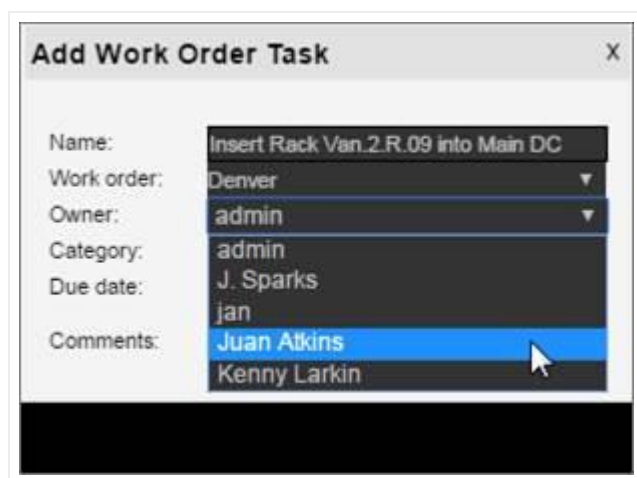 Add Work Order Task X
Name: Insert Rack Van.2.R.09 into Main DC
Work order: Denver
Owner: admin
Category: admin
Due date: J. Sparks
jan
Comments: Juan Atkins
Kenny Larkin